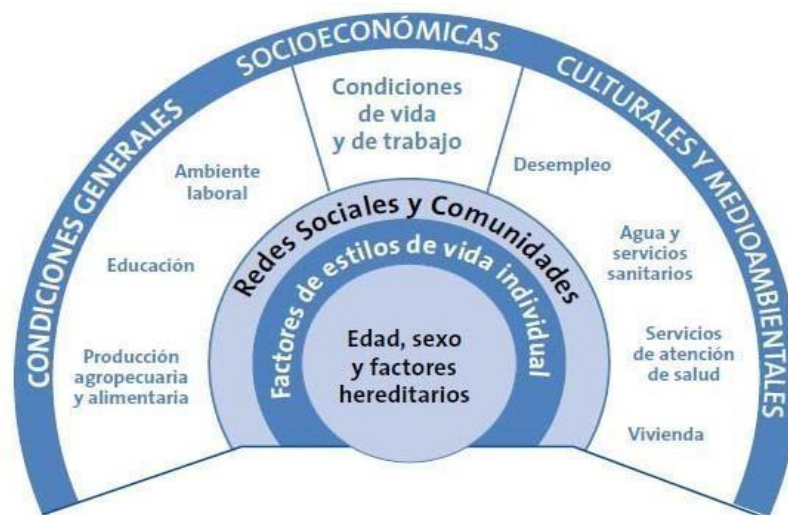 CONDICIONES GENERALES SOCIOECONÓMICAS CULTURALES Y MEDIOAMBIENTALES
Condiciones
de vida
y de trabajo
Ambiente
laboral
Desempleo
Educación
Agua y
servicios
sanitarios
Producción
agropecuaria
y alimentaria
Servicios
de atención
de salud
Vivienda
Redes Sociales y Comunidades
Factores de estilos de vida individual
Edad, sexo
y factores
hereditarios